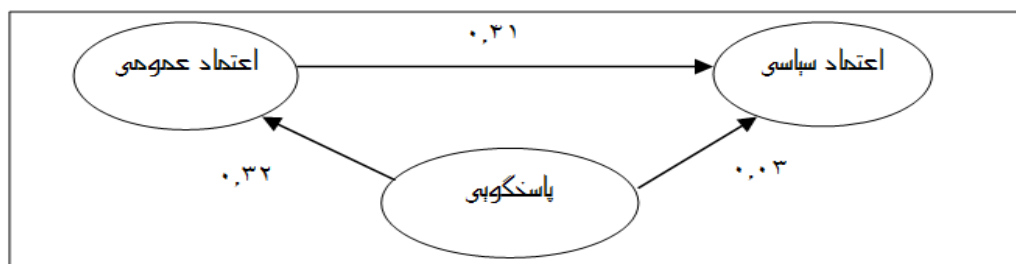 ۰,۳۱
اعتماد عمومی
اعتماد سیاسی
۰,۳۲
پاسخگویی
۰,۰۳